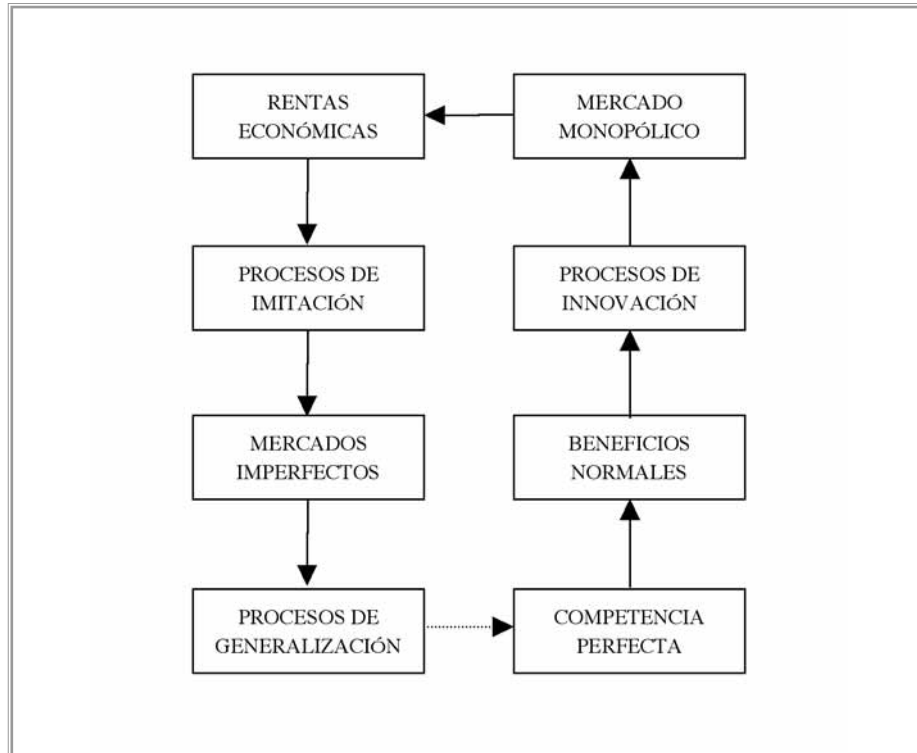 RENTAS
ECONÓMICAS
MERCADO
MONOPÓLICO
PROCESOS DE
IMITACIÓN
PROCESOS DE
INNOVACIÓN
MERCADOS
IMPERFECTOS
BENEFICIOS
NORMALES
PROCESOS DE
GENERALIZACIÓN
COMPETENCIA
PERFECTA